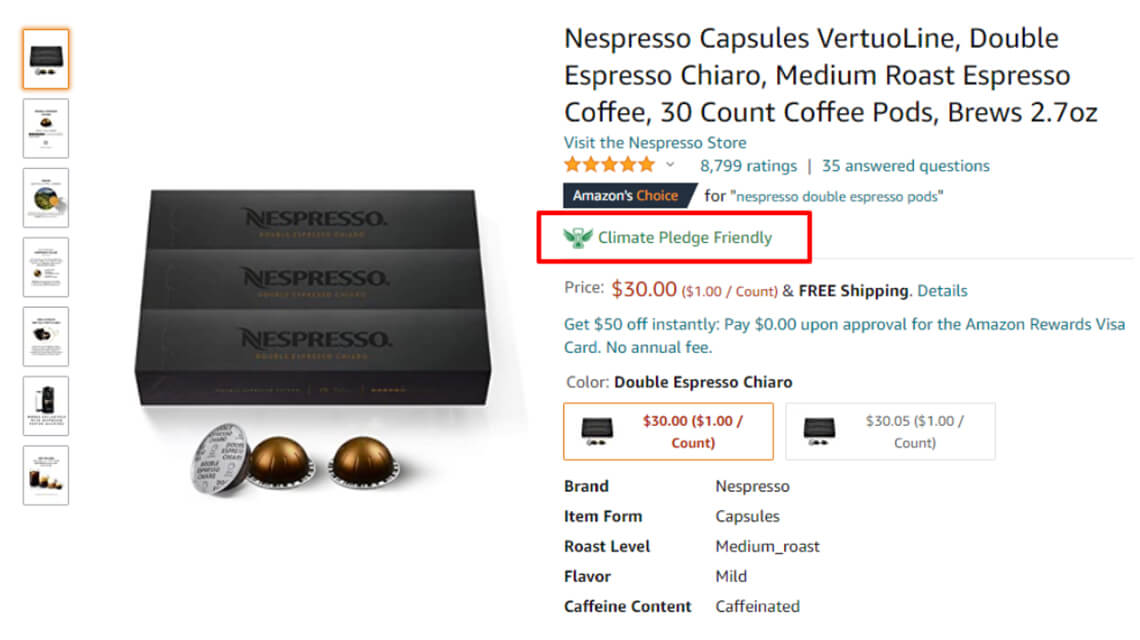 Nespresso Capsules VertuoLine, Double
Espresso Chiaro, Medium Roast Espresso
Coffee, 30 Count Coffee Pods, Brews 2.7oz
Visit the Nespresso Store
8,799 ratings | 35 answered questions
Amazon's Choice for "nespresso double espresso pods"
Climate Pledge Friendly
Price: $30.00 ($1.00 / Count) & FREE Shipping. Details
Get $50 off instantly: Pay $0.00 upon approval for the Amazon Rewards Visa
Card. No annual fee.
Color: Double Espresso Chiaro
$30.00 ($1.00 /
Count)
$30.05 ($1.00 /
Count)
Brand Nespresso
Item Form Capsules
Roast Level Medium_roast
Flavor Mild
Caffeine Content Caffeinated
NESPRESSO.
DOUBLE ESPRESSO CHIARO
NESPRESSO.
DOUBLE ESPRESSO CHIARO
NESPRESSO.
DOUBLE ESPRESSO CHIARO
DOUBLE ESPRESSO CHIARO
DOUBLE
ESPRESSO
CHIARO